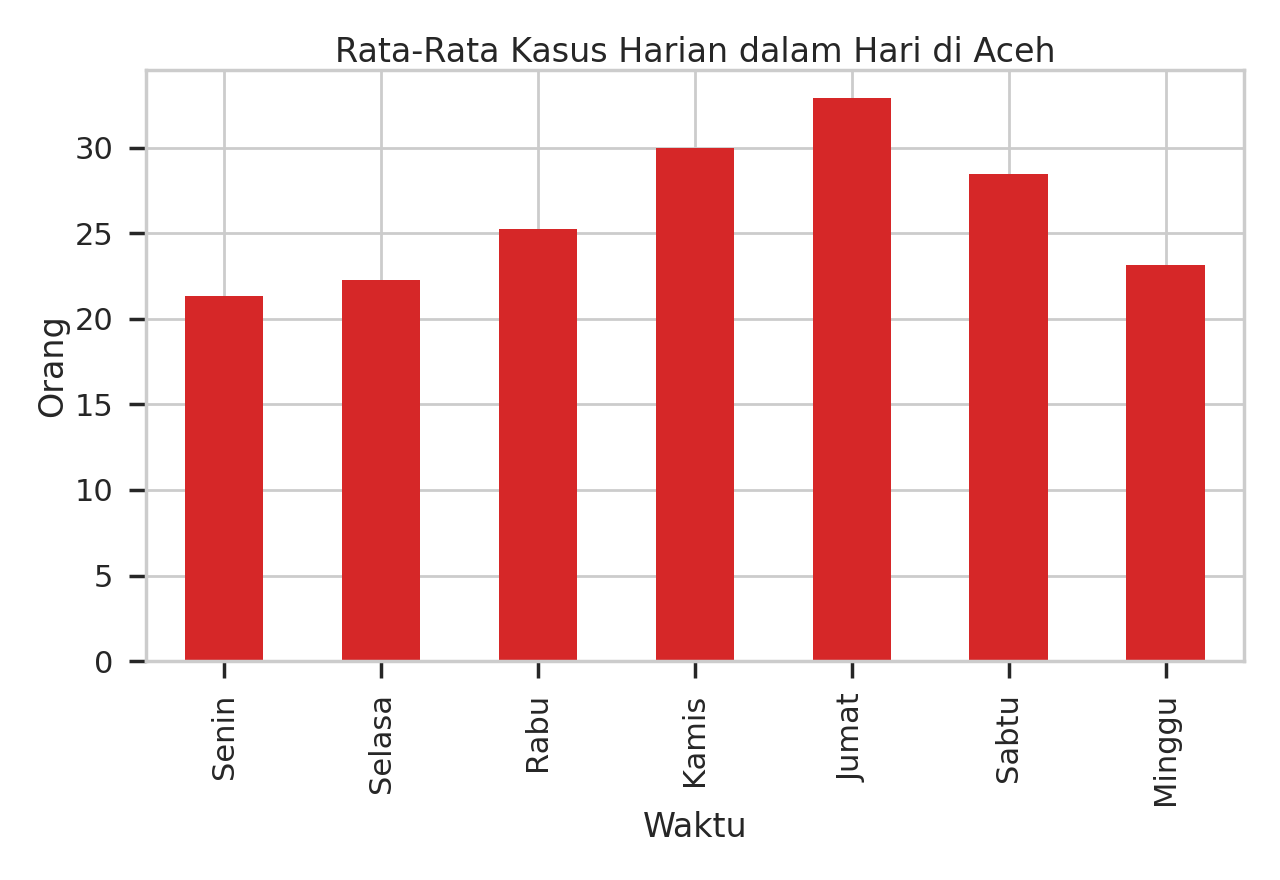 Rata-Rata Kasus Harian dalam Hari di Aceh
Orang
30
25
20
15
10
5
0
Senin
Selasa
Rabu
Kamis
Jumat
Sabtu
Minggu
Waktu